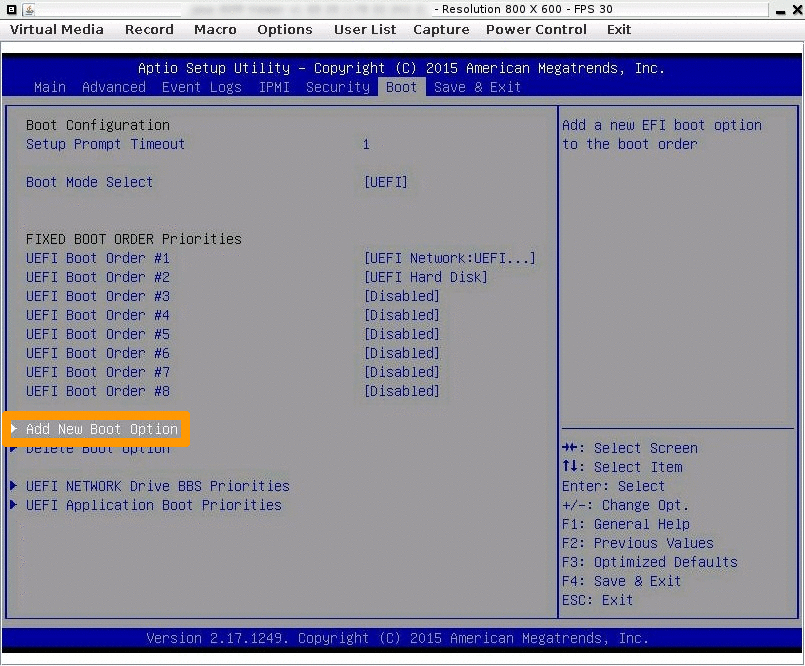 - Resolution 800 X 600 - FPS 30
Virtual Media Record Macro Options User List Capture Power Control Exit
Aptio Setup Utility – Copyright (C) 2015 American Megatrends, Inc.
Main Advanced Event Logs IPMI Security Boot Save & Exit
Boot Configuration
Setup Prompt Timeout 1
Boot Mode Select [UEFI]
FIXED BOOT ORDER Priorities
UEFI Boot Order #1 [UEFI Network:UEFI...]
UEFI Boot Order #2 [UEFI Hard Disk]
UEFI Boot Order #3 [Disabled]
UEFI Boot Order #4 [Disabled]
UEFI Boot Order #5 [Disabled]
UEFI Boot Order #6 [Disabled]
UEFI Boot Order #7 [Disabled]
UEFI Boot Order #8 [Disabled]
Add New Boot Option
Delete Boot Option
UEFI NETWORK Drive BBS Priorities
UEFI Application Boot Priorities
Add a new EFI boot option
to the boot order
→←: Select Screen
↑↓: Select Item
Enter: Select
+/-: Change Opt.
F1: General Help
F2: Previous Values
F3: Optimized Defaults
F4: Save & Exit
ESC: Exit
Version 2.17.1249. Copyright (C) 2015 American Megatrends, Inc.